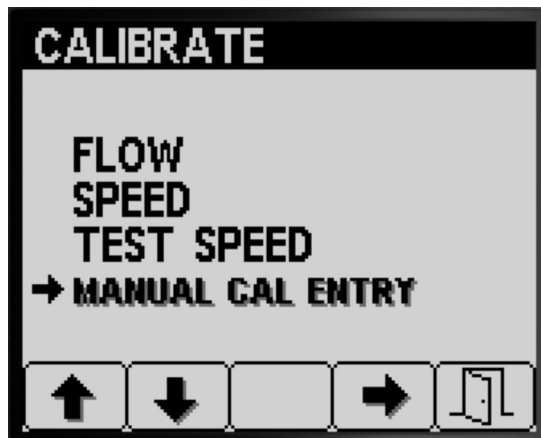 CALIBRATE
FLOW
SPEED
TEST SPEED
MANUAL CAL ENTRY